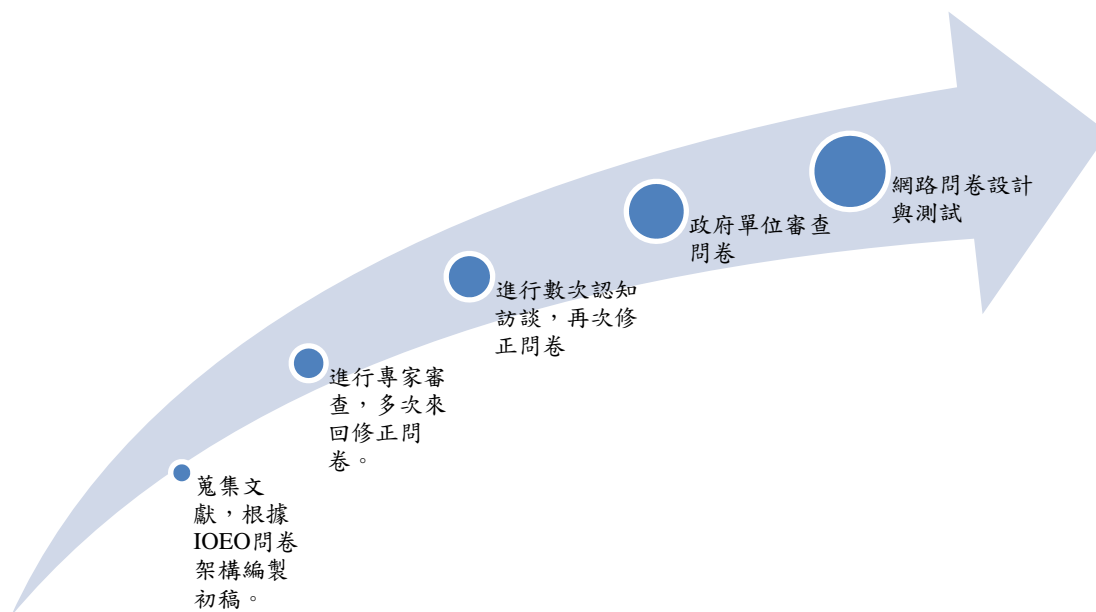 蒐集文
獻，根據
IOEO問卷
架構編製
初稿。
進行專家審
查，多次來
回修正問
卷。
進行數次認知
訪談，再次修
正問卷
政府單位審查
問卷
網路問卷設計
與測試